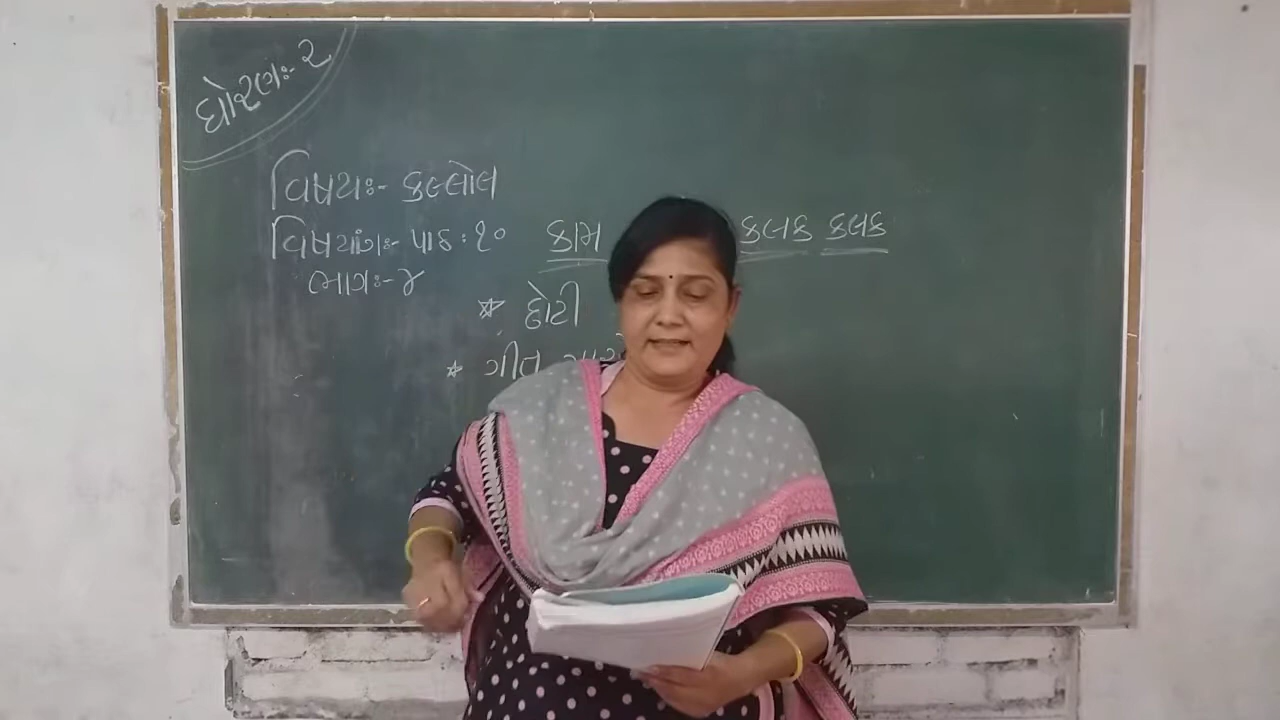 ધોરણઃ- ૨
વિષયઃ- કલ્લોલ
વિષયાંગઃ- પાઠ : ૧૦
ભાગઃ- ૪
કામ કલક કલક
* હોટી
* ગીત